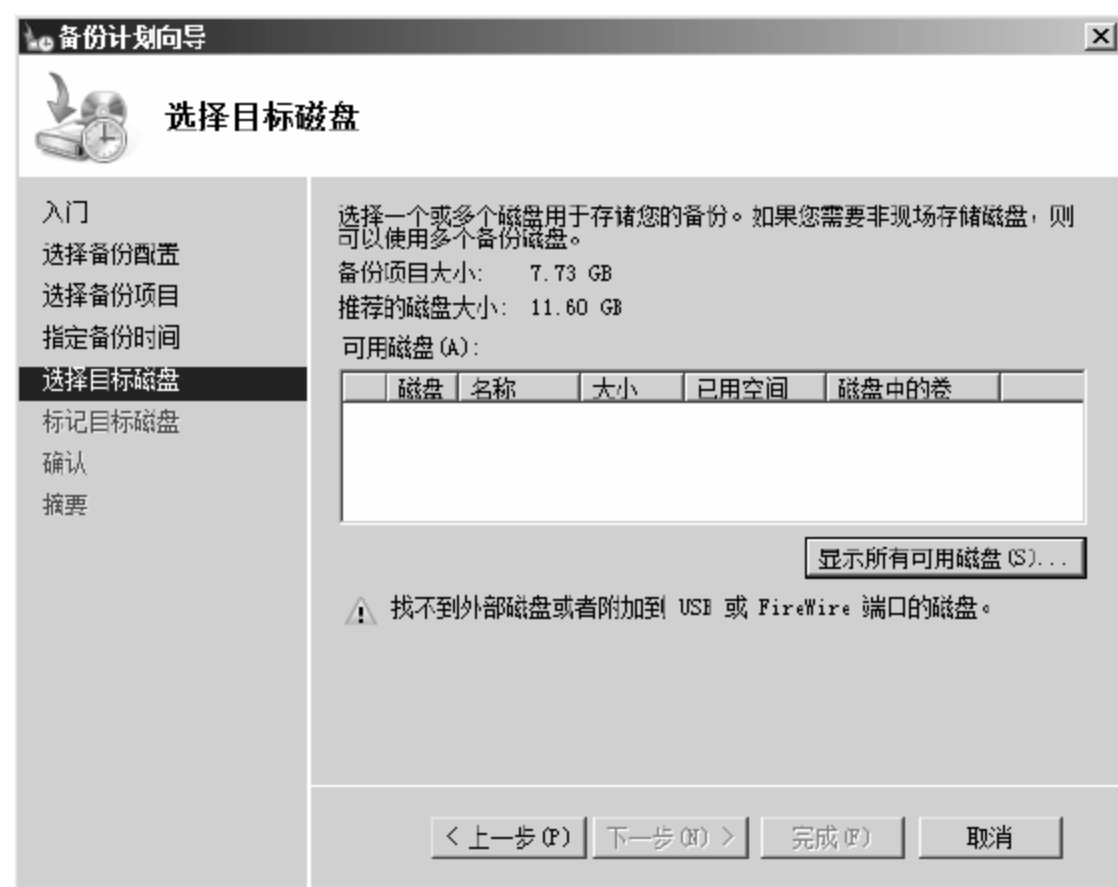 备份计划向导
选择目标磁盘
入门
选择备份配置
选择备份项目
指定备份时间
选择目标磁盘
标记目标磁盘
确认
摘要
选择一个或多个磁盘用于存储您的备份。如果您需要非现场存储磁盘，则
可以使用多个备份磁盘。
备份项目大小： 7.73 GB
推荐的磁盘大小： 11.60 GB
可用磁盘(A)：
磁盘 名称 大小 已用空间 磁盘中的卷
显示所有可用磁盘(S)...
找不到外部磁盘或者附加到 USB 或 FireWire 端口的磁盘。
< 上一步(P) 下一步(N) > 完成(F) 取消